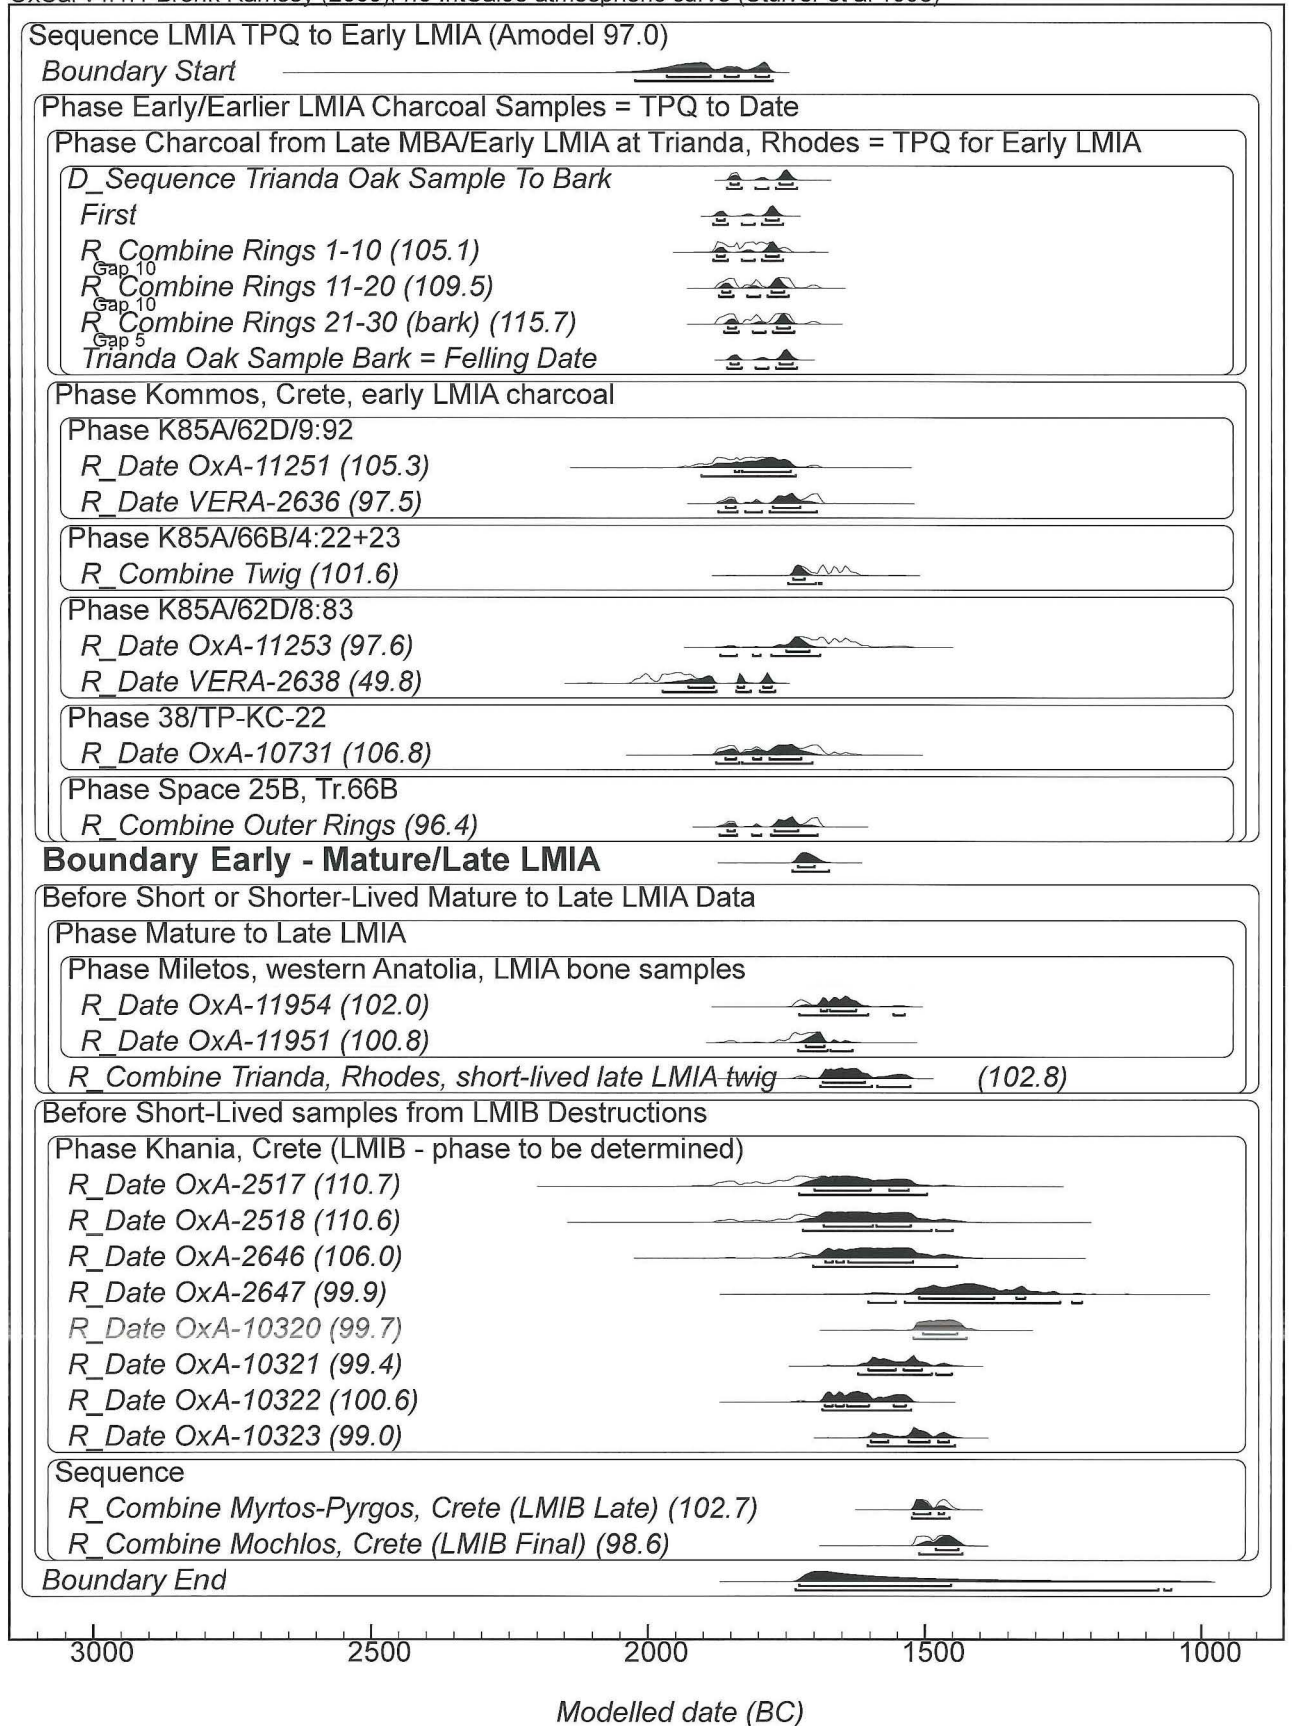 Sequence LMIA TPQ to Early LMIA (Amodel 97.0)
Boundary Start
Phase Early/Earlier LMIA Charcoal Samples = TPQ to Date
Phase Charcoal from Late MBA/Early LMIA at Trianda, Rhodes = TPQ for Early LMIA
D_Sequence Trianda Oak Sample To Bark
First
R_Combine Rings 1-10 (105.1)
Gap 10
R_Combine Rings 11-20 (109.5)
Gap 10
R_Combine Rings 21-30 (bark) (115.7)
Gap 5
Trianda Oak Sample Bark = Felling Date
Phase Kommos, Crete, early LMIA charcoal
Phase K85A/62D/9:92
R_Date OxA-11251 (105.3)
R_Date VERA-2636 (97.5)
Phase K85A/66B/4:22+23
R_Combine Twig (101.6)
Phase K85A/62D/8:83
R_Date OxA-11253 (97.6)
R_Date VERA-2638 (49.8)
Phase 38/TP-KC-22
R_Date OxA-10731 (106.8)
Phase Space 25B, Tr.66B
R_Combine Outer Rings (96.4)
Boundary Early - Mature/Late LMIA
Before Short or Shorter-Lived Mature to Late LMIA Data
Phase Mature to Late LMIA
Phase Miletos, western Anatolia, LMIA bone samples
R_Date OxA-11954 (102.0)
R_Date OxA-11951 (100.8)
R_Combine Trianda, Rhodes, short-lived late LMIA twig (102.8)
Before Short-Lived samples from LMIB Destructions
Phase Khania, Crete (LMIB - phase to be determined)
R_Date OxA-2517 (110.7)
R_Date OxA-2518 (110.6)
R_Date OxA-2646 (106.0)
R_Date OxA-2647 (99.9)
R_Date OxA-10320 (99.7)
R_Date OxA-10321 (99.4)
R_Date OxA-10322 (100.6)
R_Date OxA-10323 (99.0)
Sequence
R_Combine Myrtos-Pyrgos, Crete (LMIB Late) (102.7)
R_Combine Mochlos, Crete (LMIB Final) (98.6)
Boundary End
3000 2500 2000 1500 1000
Modelled date (BC)